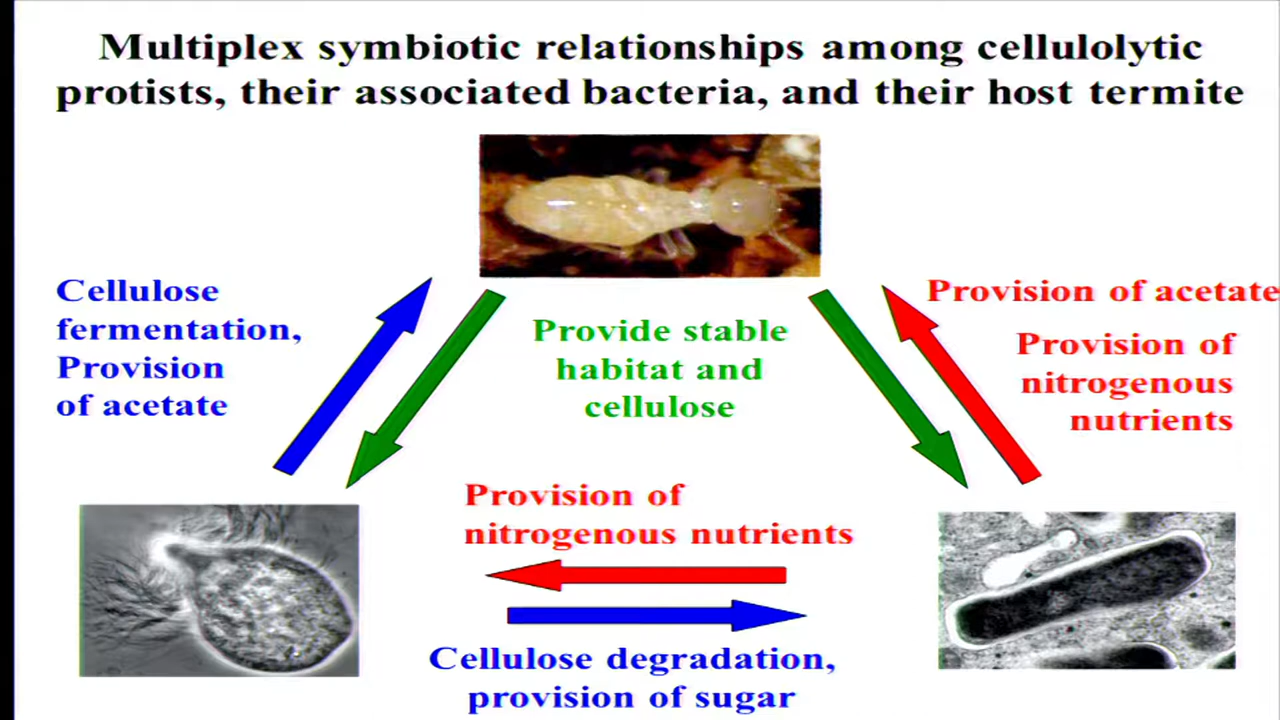 Multiplex symbiotic relationships among cellulolytic
protists, their associated bacteria, and their host termite
Cellulose
fermentation,
Provision
of acetate
Provide stable
habitat and
cellulose
Provision of acetate
Provision of
nitrogenous
nutrients
Provision of
nitrogenous nutrients
Cellulose degradation,
provision of sugar